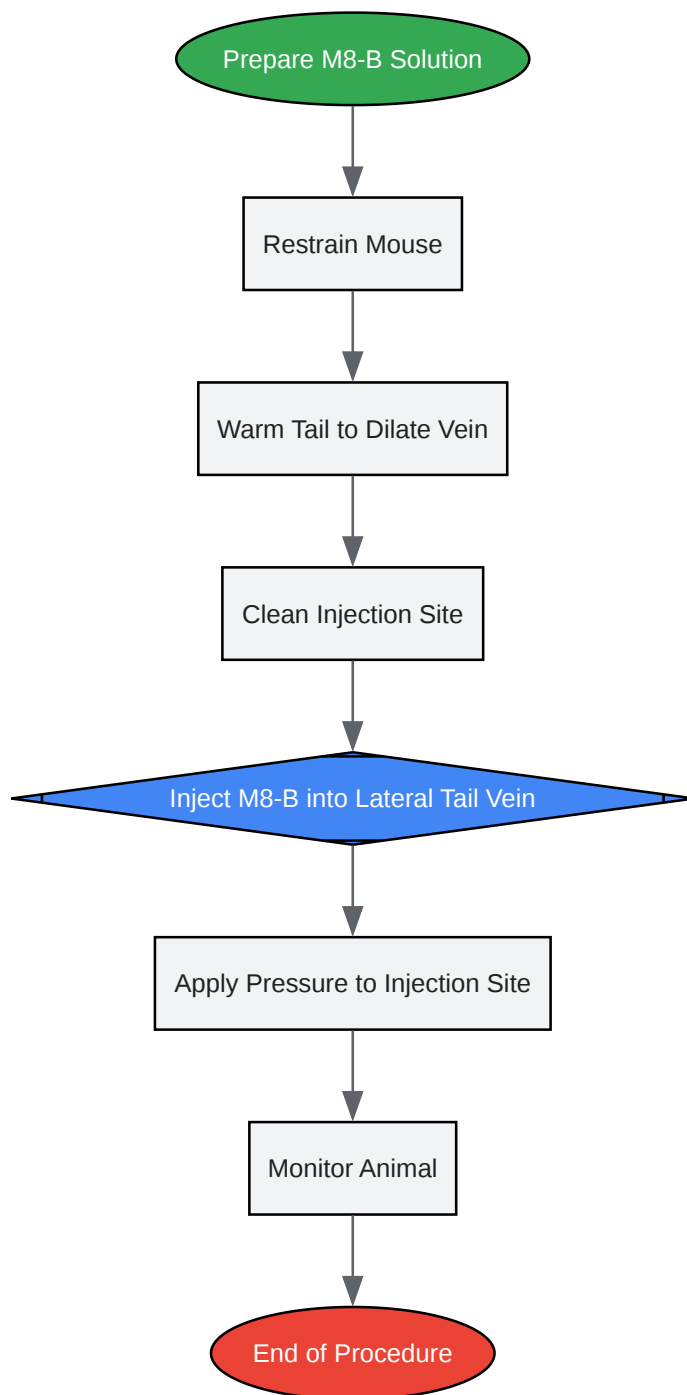 Prepare M8-B Solution
Restrain Mouse
Warm Tail to Dilate Vein
Clean Injection Site
Inject M8-B into Lateral Tail Vein
Apply Pressure to Injection Site
Monitor Animal
End of Procedure